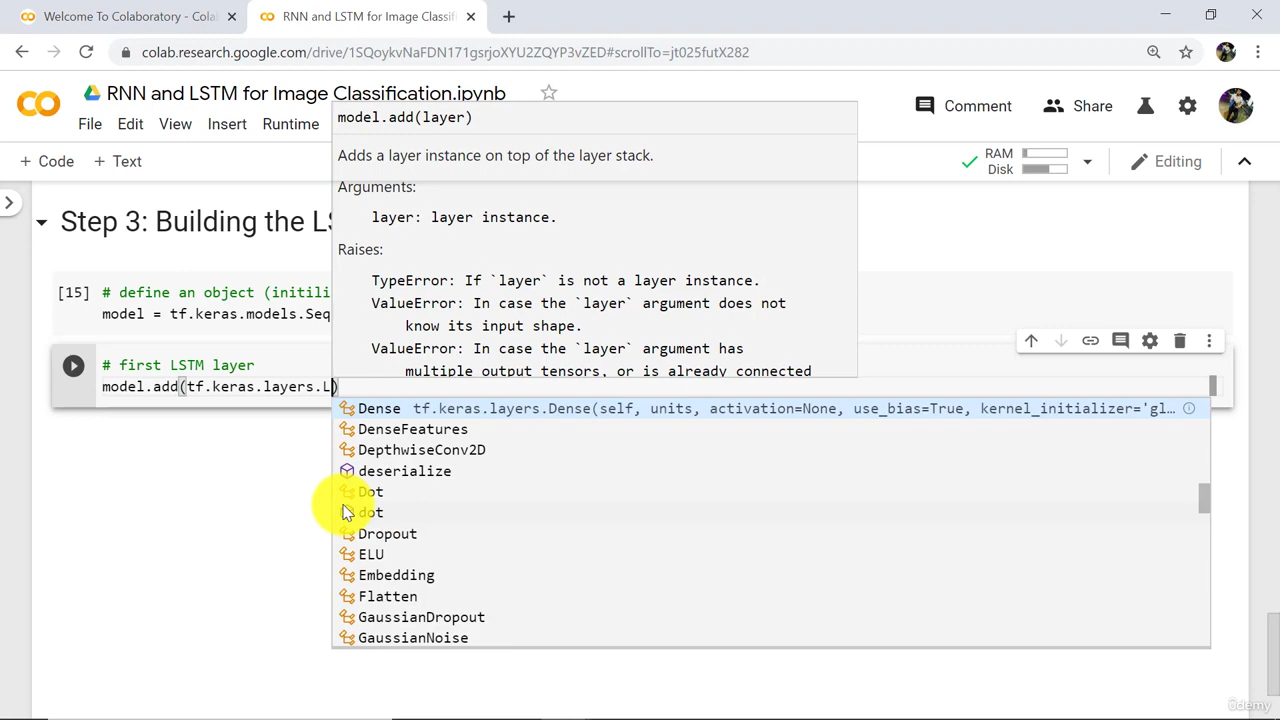 Welcome To Colaboratory - Cola
RNN and LSTM for Image Classifi
colab.research.google.com/drive/1SQoykvNaFDN171gsrjoXYU2ZQYP3vZED#scrollTo=jt025futX282
RNN and LSTM for Image Classification.ipynb
Comment
Share
File Edit View Insert Runtime
+ Code + Text
RAM
Disk
Editing
model.add(layer)
Adds a layer instance on top of the layer stack.
Arguments:
layer: layer instance.
Raises:
TypeError: If `layer` is not a layer instance.
ValueError: In case the `layer` argument does not
know its input shape.
ValueError: In case the `layer` argument has
multiple output tensors, or is already connected
Step 3: Building the LS
[15] # define an object (initili
model = tf.keras.models.Seq
# first LSTM layer
model.add(tf.keras.layers.L)
Dense tf.keras.layers.Dense(self, units, activation=None, use_bias=True, kernel_initializer='gl…
DenseFeatures
DepthwiseConv2D
deserialize
Dot
dot
Dropout
ELU
Embedding
Flatten
GaussianDropout
GaussianNoise
ûdemy